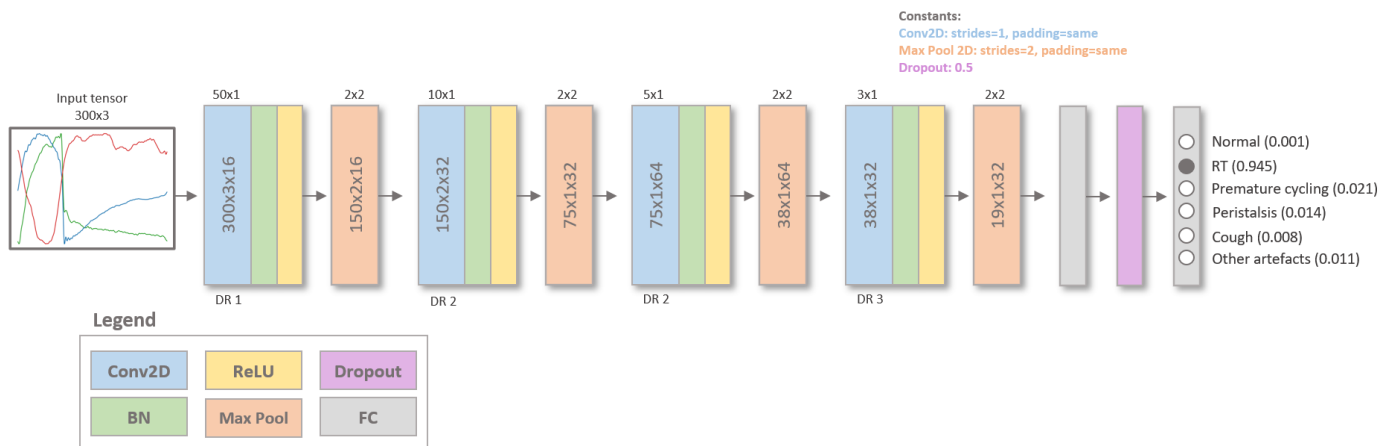 Constants:
Conv2D: strides=1, padding=same
Max Pool 2D: strides=2, padding=same
Dropout: 0.5
Input tensor
300x3
50x1
2x2
10x1
2x2
5x1
2x2
3x1
2x2
300x3x16
150x2x16
150x2x32
75x1x32
75x1x64
38x1x64
38x1x32
19x1x32
Normal (0.001)
RT (0.945)
Premature cycling (0.021)
Peristalsis (0.014)
Cough (0.008)
Other artefacts (0.011)
DR 1
DR 2
DR 2
DR 3
Legend
Conv2D
ReLU
Dropout
BN
Max Pool
FC